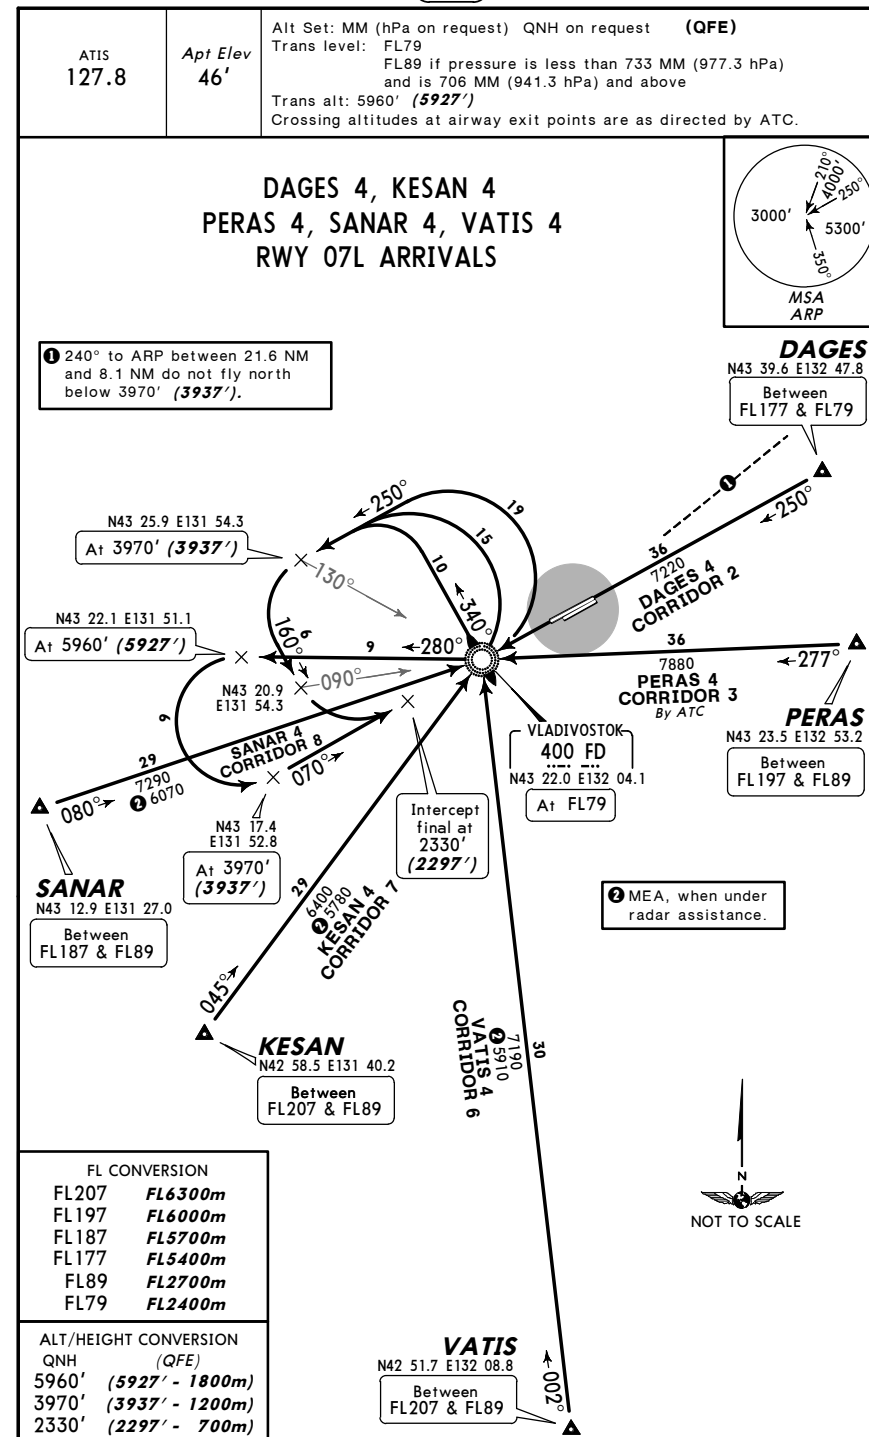 ATIS
127.8
Apt Elev
46'
Alt Set: MM (hPa on request) QNH on request (QFE)
Trans level: FL79
FL89 if pressure is less than 733 MM (977.3 hPa)
and is 706 MM (941.3 hPa) and above
Trans alt: 5960' (5927')
Crossing altitudes at airway exit points are as directed by ATC.
DAGES 4, KESAN 4
PERAS 4, SANAR 4, VATIS 4
RWY 07L ARRIVALS
210°
4000'
250°
3000'
5300'
350°
MSA
ARP
❶ 240° to ARP between 21.6 NM
and 8.1 NM do not fly north
below 3970' (3937').
DAGES
N43 39.6 E132 47.8
Between
FL177 & FL79
❶
250°
36
7220
DAGES 4
CORRIDOR 2
250°
19
15
10
340°
N43 25.9 E131 54.3
At 3970' (3937')
130°
N43 22.1 E131 51.1
At 5960' (5927')
6
160°
9
280°
36
7880
PERAS 4
CORRIDOR 3
By ATC
277°
PERAS
N43 23.5 E132 53.2
Between
FL197 & FL89
N43 20.9
E131 54.3
090°
9
VLADIVOSTOK
400 FD
N43 22.0 E132 04.1
At FL79
29
7290
❷ 6070
SANAR 4
CORRIDOR 8
080°
070°
SANAR
N43 12.9 E131 27.0
Between
FL187 & FL89
N43 17.4
E131 52.8
At 3970'
(3937')
Intercept
final at
2330'
(2297')
❷ MEA, when under
radar assistance.
29
6400
❷ 5780
KESAN 4
CORRIDOR 7
045°
KESAN
N42 58.5 E131 40.2
Between
FL207 & FL89
30
7190
❷ 5910
VATIS 4
CORRIDOR 6
002°
N
NOT TO SCALE
VATIS
N42 51.7 E132 08.8
Between
FL207 & FL89
FL CONVERSION
FL207 FL6300m
FL197 FL6000m
FL187 FL5700m
FL177 FL5400m
FL89 FL2700m
FL79 FL2400m
ALT/HEIGHT CONVERSION
QNH (QFE)
5960' (5927' - 1800m)
3970' (3937' - 1200m)
2330' (2297' - 700m)